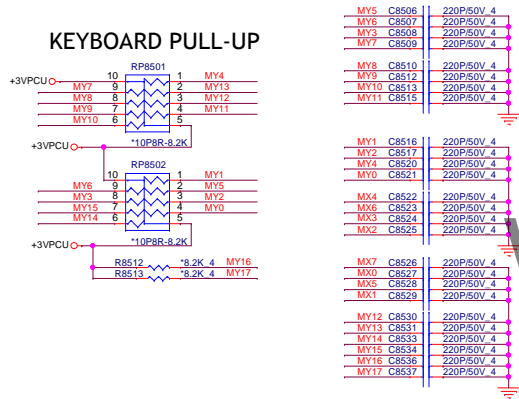 KEYBOARD PULL-UP
RP8501
+3VPCU
10 1 MY4
MY7 9 2 MY13
MY8 8 3 MY12
MY9 7 4 MY11
MY10 6 5
+3VPCU
*10P8R-8.2K
RP8502
10 1 MY1
MY6 9 2 MY5
MY3 8 3 MY2
MY15 7 4 MY0
MY14 6 5
+3VPCU
*10P8R-8.2K
R8512 *8.2K_4 MY16
R8513 *8.2K_4 MY17
MY5 C8506 220P/50V_4
MY6 C8507 220P/50V_4
MY3 C8508 220P/50V_4
MY7 C8509 220P/50V_4
MY8 C8510 220P/50V_4
MY9 C8512 220P/50V_4
MY10 C8513 220P/50V_4
MY11 C8515 220P/50V_4
MY1 C8516 220P/50V_4
MY2 C8517 220P/50V_4
MY4 C8520 220P/50V_4
MY0 C8521 220P/50V_4
MX4 C8522 220P/50V_4
MX6 C8523 220P/50V_4
MX3 C8524 220P/50V_4
MX2 C8525 220P/50V_4
MX7 C8526 220P/50V_4
MX0 C8527 220P/50V_4
MX5 C8528 220P/50V_4
MX1 C8529 220P/50V_4
MY12 C8530 220P/50V_4
MY13 C8531 220P/50V_4
MY14 C8533 220P/50V_4
MY15 C8534 220P/50V_4
MY16 C8536 220P/50V_4
MY17 C8537 220P/50V_4